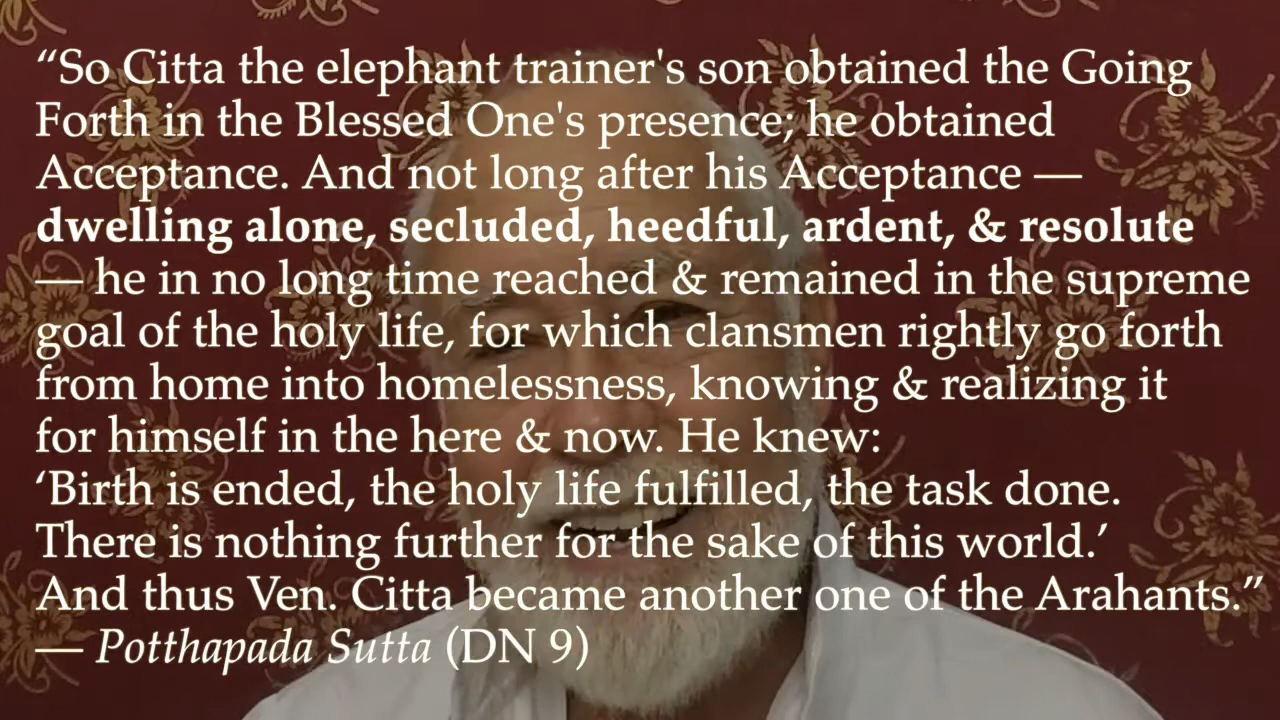 “So Citta the elephant trainer's son obtained the Going
Forth in the Blessed One's presence; he obtained
Acceptance. And not long after his Acceptance —
dwelling alone, secluded, heedful, ardent, & resolute
— he in no long time reached & remained in the supreme
goal of the holy life, for which clansmen rightly go forth
from home into homelessness, knowing & realizing it
for himself in the here & now. He knew:
‘Birth is ended, the holy life fulfilled, the task done.
There is nothing further for the sake of this world.’
And thus Ven. Citta became another one of the Arahants.”
— Potthapada Sutta (DN 9)